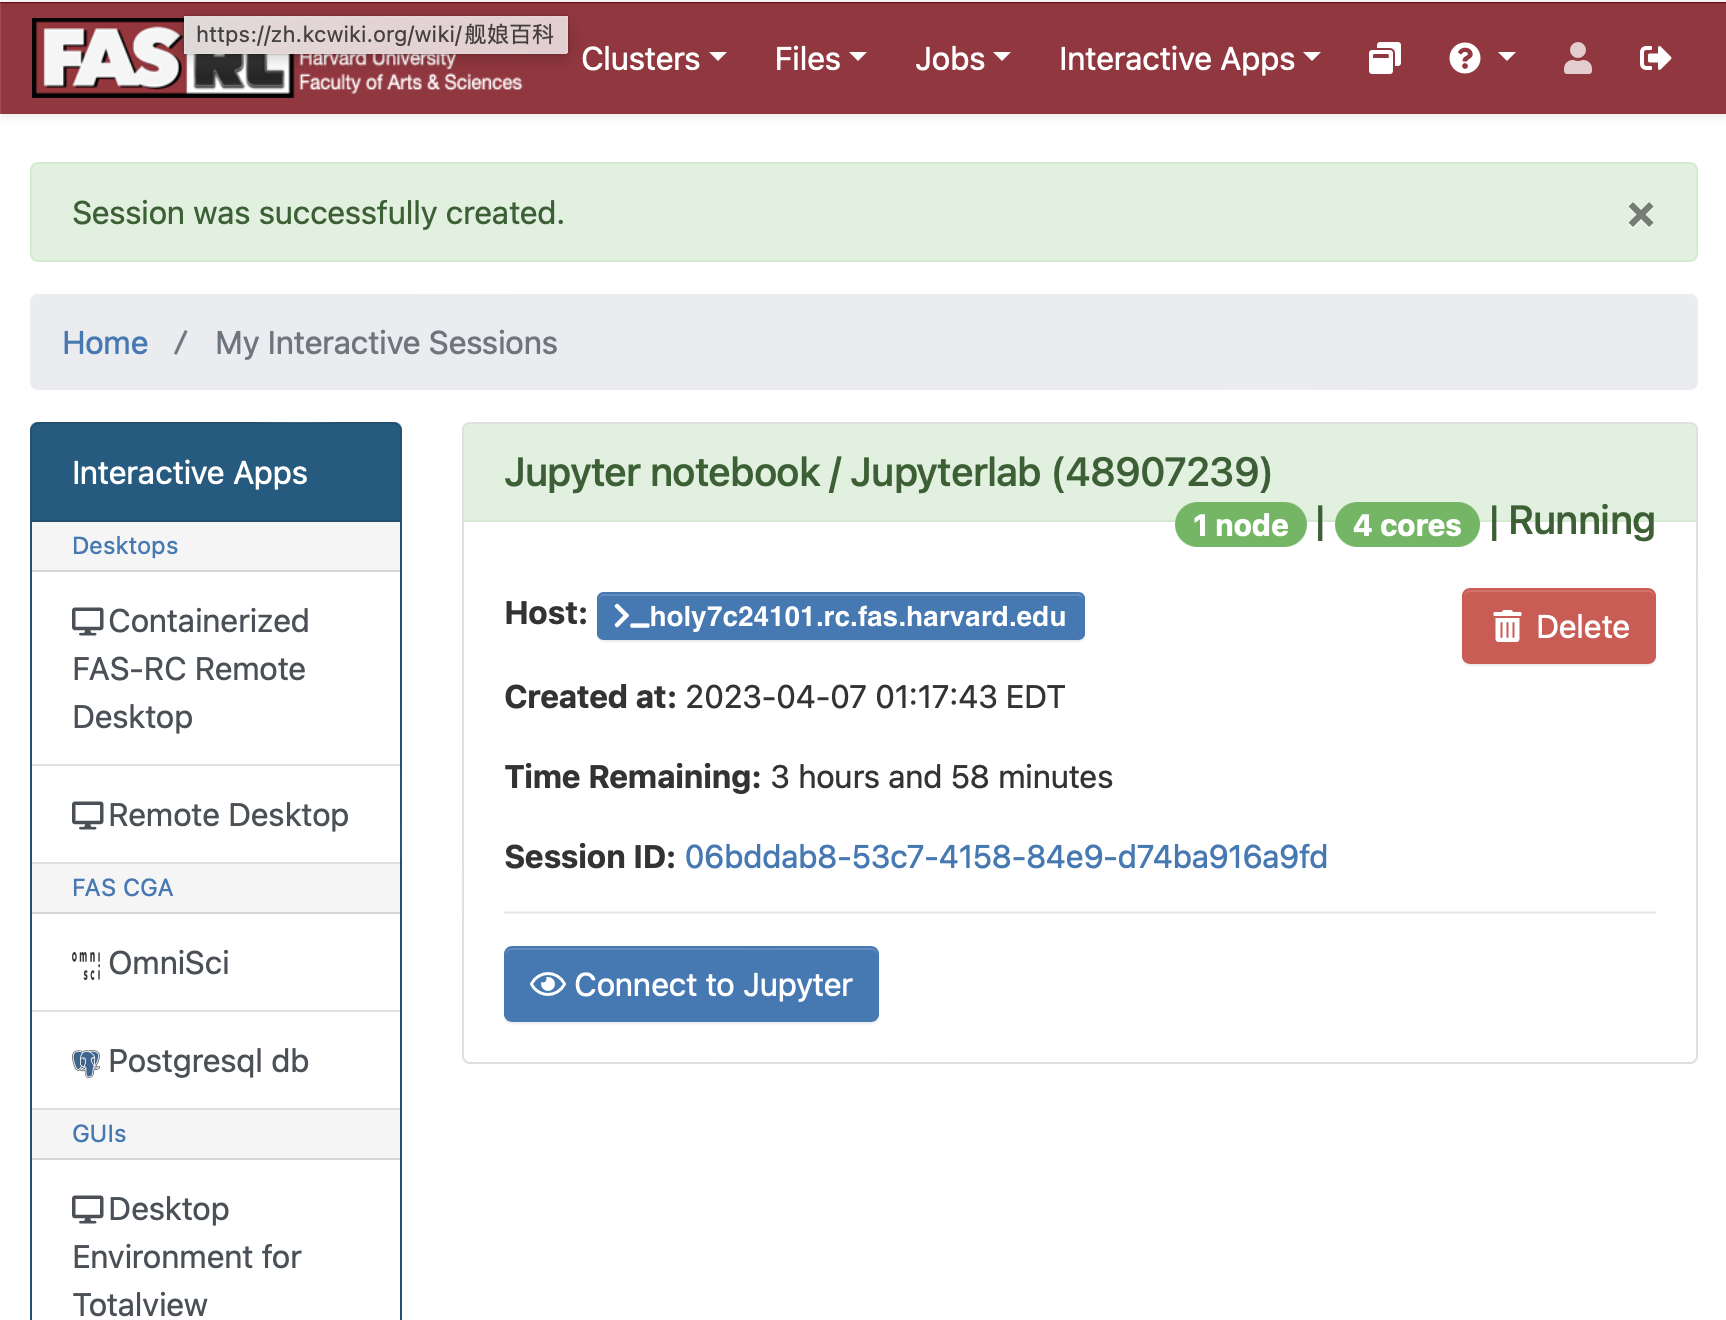 https://zh.kcwiki.org/wiki/舰娘百科
FAS RC
Harvard University
Faculty of Arts & Sciences
Clusters Files Jobs Interactive Apps
Session was successfully created.
Home / My Interactive Sessions
Interactive Apps
Desktops
Containerized
FAS-RC Remote
Desktop
Remote Desktop
FAS CGA
omni
sci
OmniSci
Postgresql db
GUIs
Desktop
Environment for
Totalview
Jupyter notebook / Jupyterlab (48907239)
1 node | 4 cores | Running
Host: >_holy7c24101.rc.fas.harvard.edu
Delete
Created at: 2023-04-07 01:17:43 EDT
Time Remaining: 3 hours and 58 minutes
Session ID: 06bddab8-53c7-4158-84e9-d74ba916a9fd
Connect to Jupyter